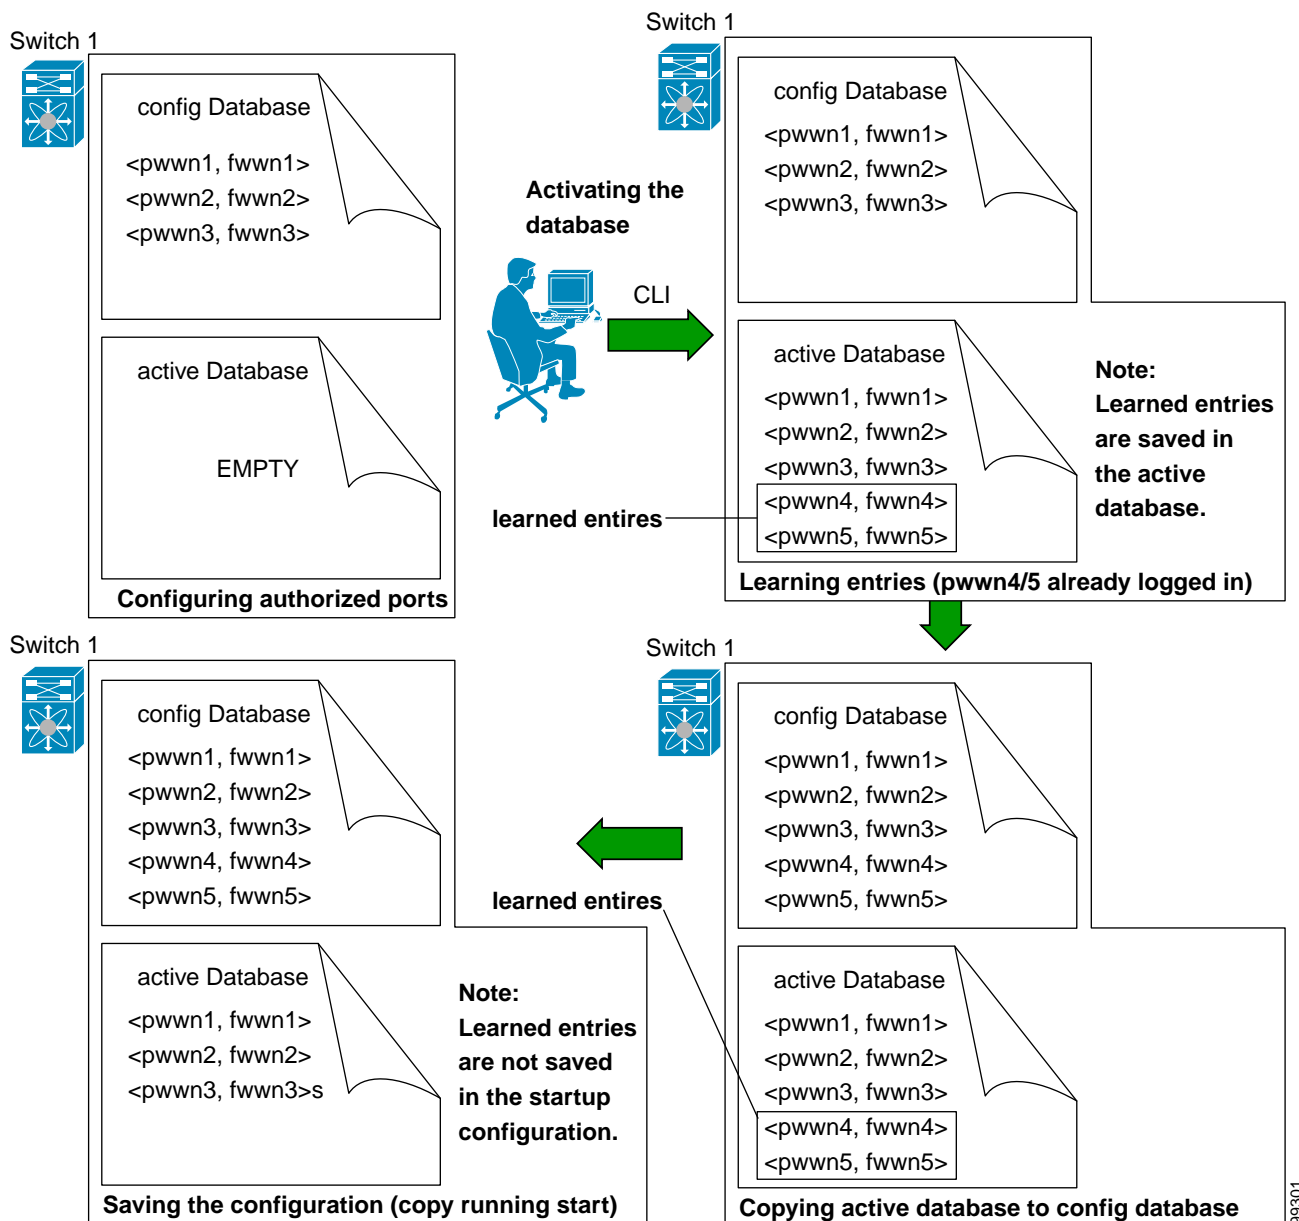 Switch 1
config Database
<pwwn1, fwwn1>
<pwwn2, fwwn2>
<pwwn3, fwwn3>
active Database
EMPTY
Configuring authorized ports
Activating the
database
CLI
Switch 1
config Database
<pwwn1, fwwn1>
<pwwn2, fwwn2>
<pwwn3, fwwn3>
active Database
<pwwn1, fwwn1>
<pwwn2, fwwn2>
<pwwn3, fwwn3>
<pwwn4, fwwn4>
<pwwn5, fwwn5>
learned entires
Note:
Learned entries
are saved in
the active
database.
Learning entries (pwwn4/5 already logged in)
Switch 1
config Database
<pwwn1, fwwn1>
<pwwn2, fwwn2>
<pwwn3, fwwn3>
<pwwn4, fwwn4>
<pwwn5, fwwn5>
active Database
<pwwn1, fwwn1>
<pwwn2, fwwn2>
<pwwn3, fwwn3>
<pwwn4, fwwn4>
<pwwn5, fwwn5>
learned entires
Copying active database to config database
Switch 1
config Database
<pwwn1, fwwn1>
<pwwn2, fwwn2>
<pwwn3, fwwn3>
<pwwn4, fwwn4>
<pwwn5, fwwn5>
active Database
<pwwn1, fwwn1>
<pwwn2, fwwn2>
<pwwn3, fwwn3>s
Note:
Learned entries
are not saved
in the startup
configuration.
Saving the configuration (copy running start)
99301